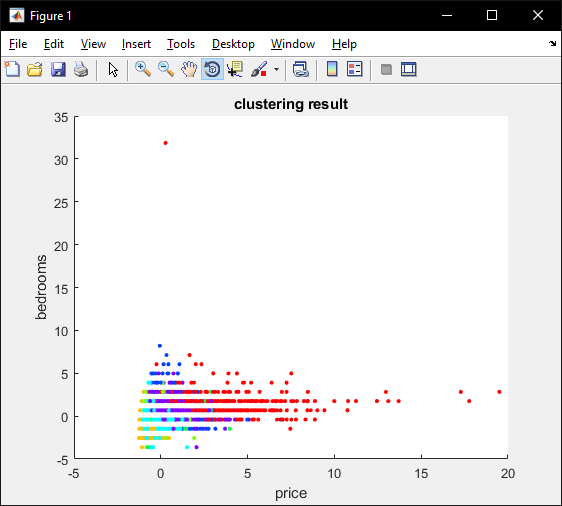 Figure 1
File Edit View Insert Tools Desktop Window Help
clustering result
35
30
25
20
15
10
5
0
-5
bedrooms
-5 0 5 10 15 20
price